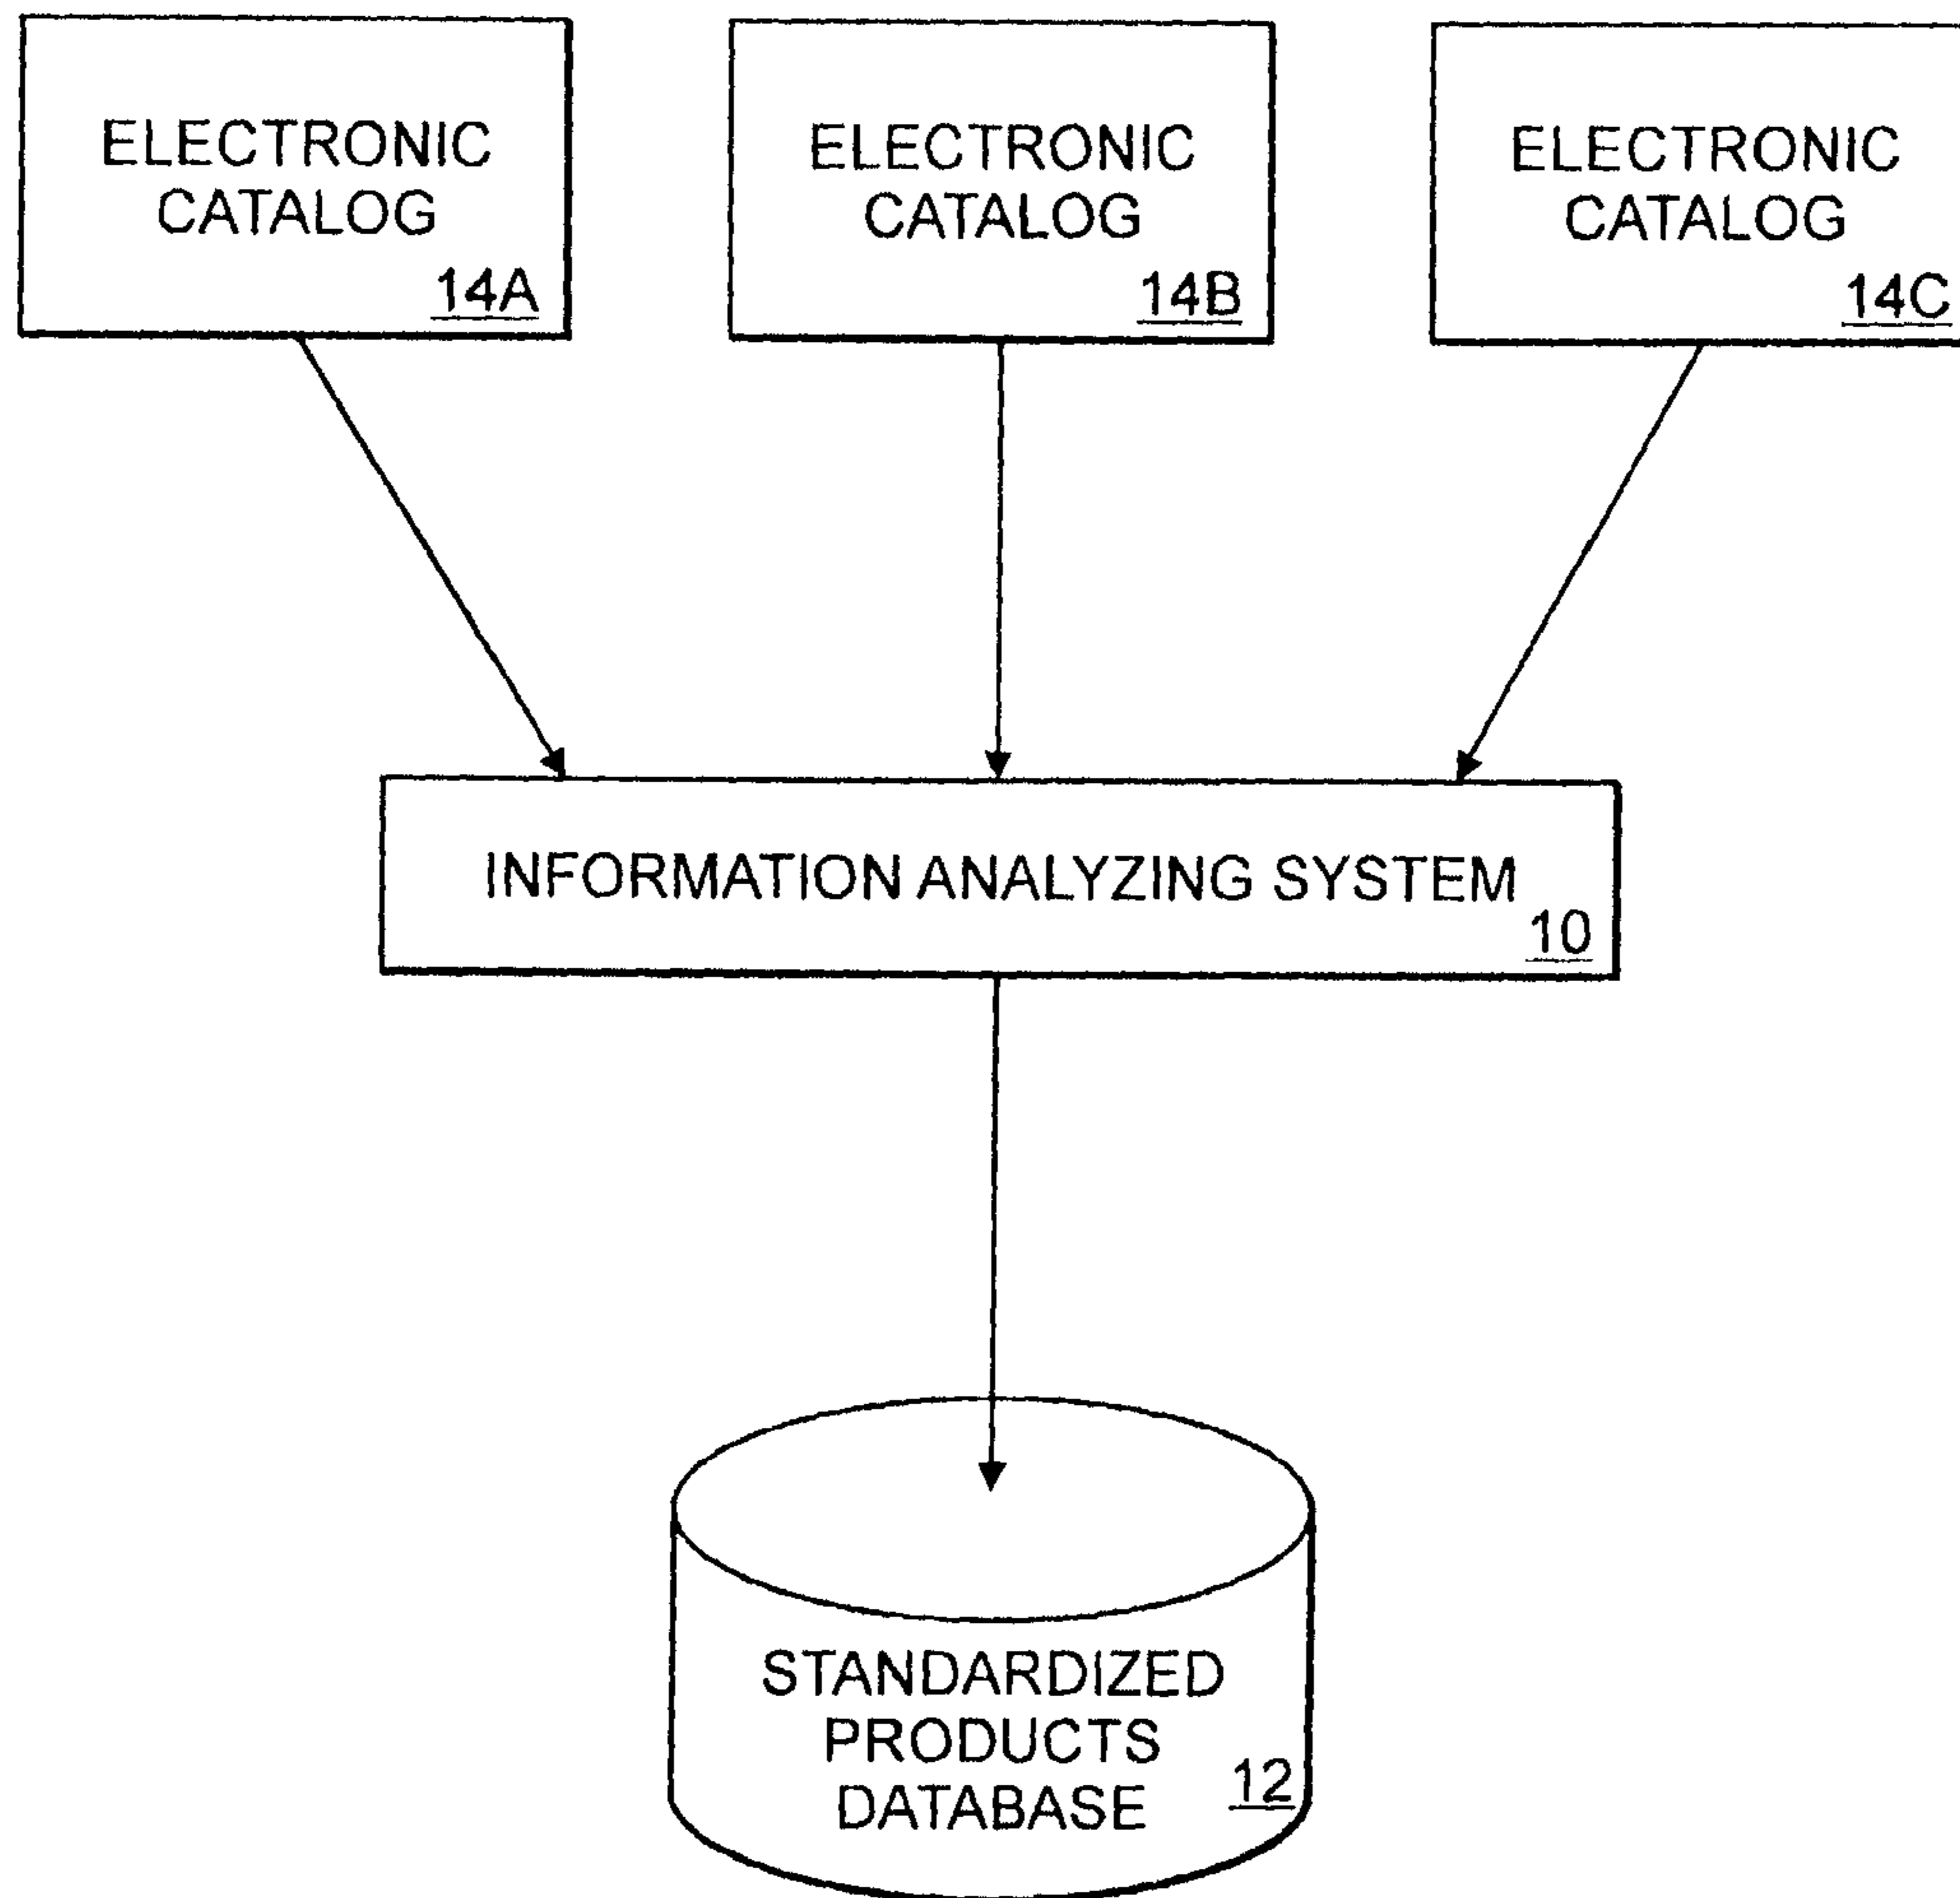 ELECTRONIC
CATALOG
14A
ELECTRONIC
CATALOG
14B
ELECTRONIC
CATALOG
14C
INFORMATION ANALYZING SYSTEM
10
STANDARDIZED
PRODUCTS
DATABASE
12